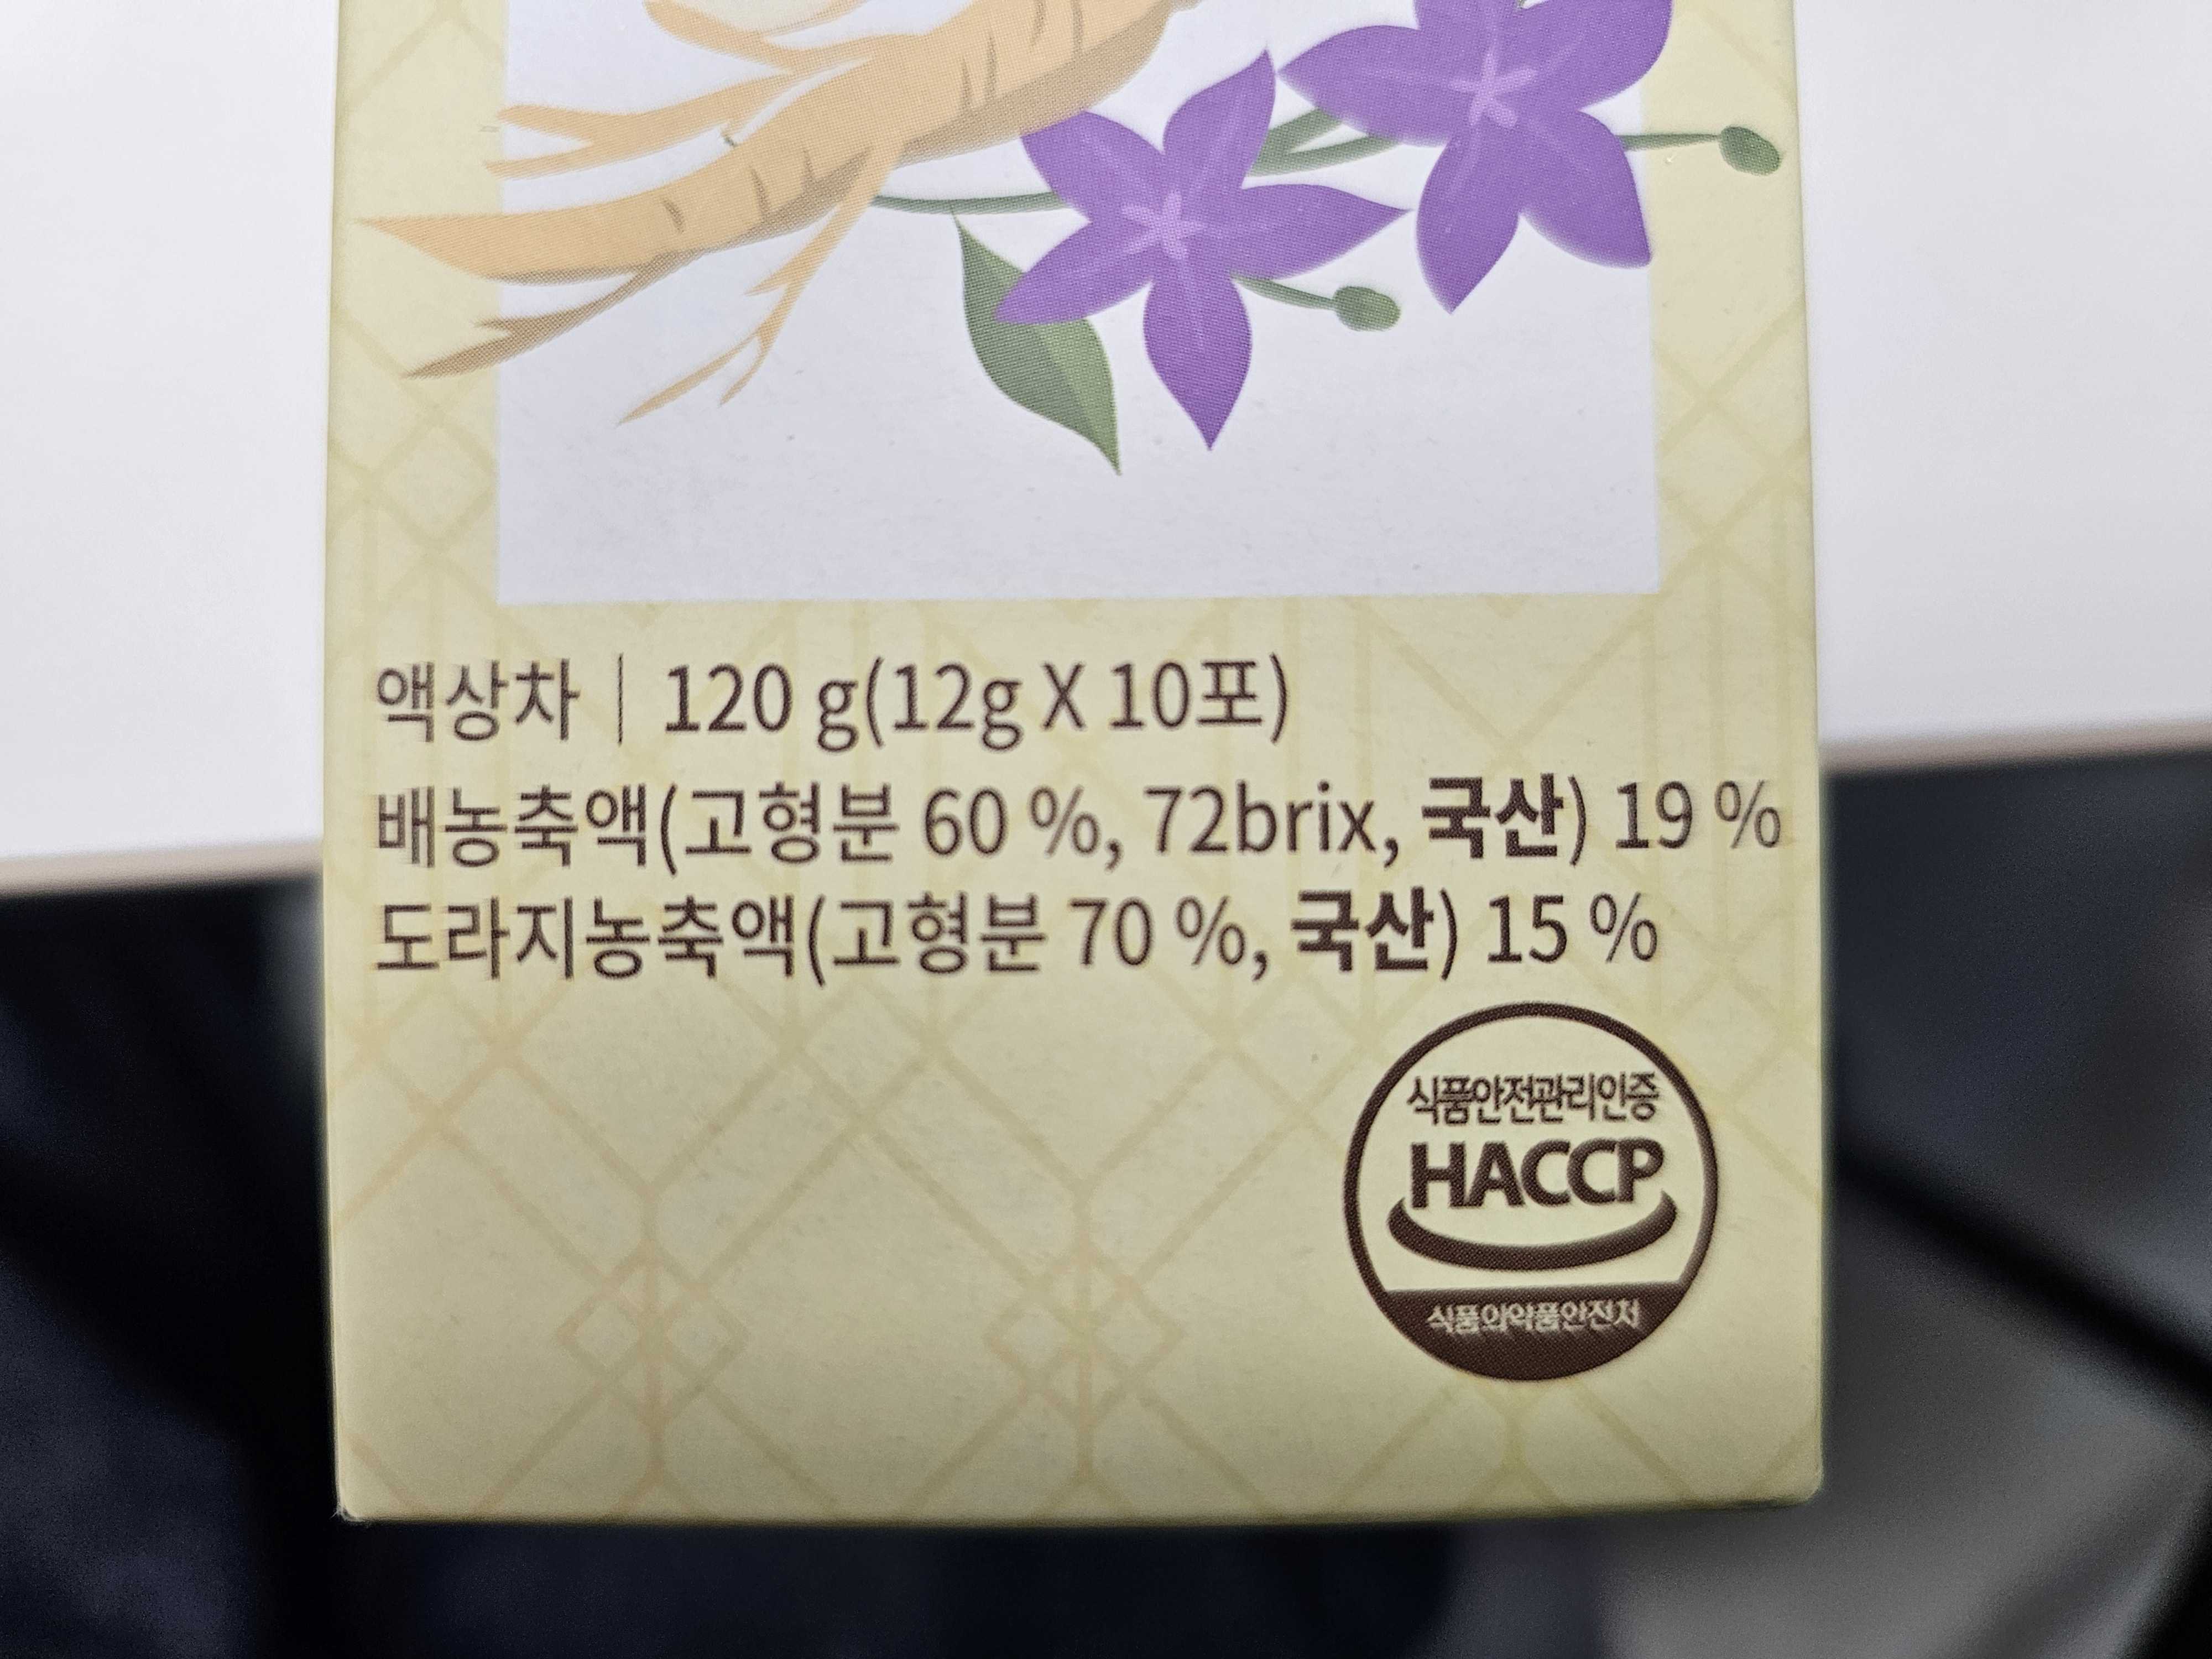 액상차｜120 g(12g X 10포)
배농축액(고형분 60 %, 72brix, 국산) 19 %
도라지농축액(고형분 70 %, 국산) 15 %
식품안전관리인증
HACCP
식품의약품안전처